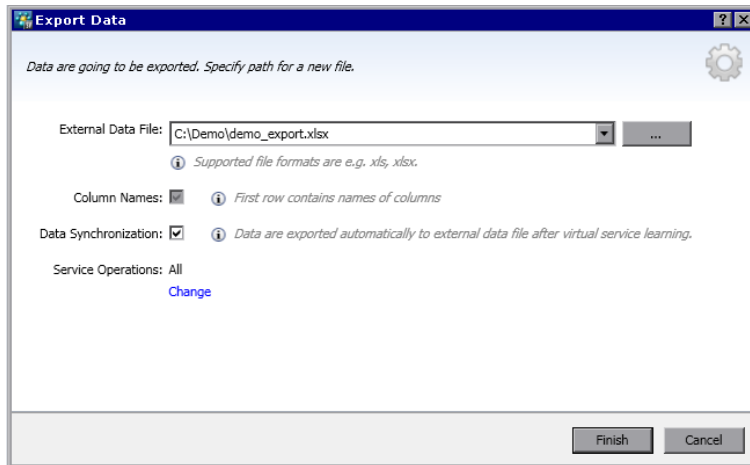 Export Data
Data are going to be exported. Specify path for a new file.
External Data File: C:\Demo\demo_export.xlsx ...
Supported file formats are e.g. xls, xlsx.
Column Names: First row contains names of columns
Data Synchronization: Data are exported automatically to external data file after virtual service learning.
Service Operations: All
Change
Finish Cancel